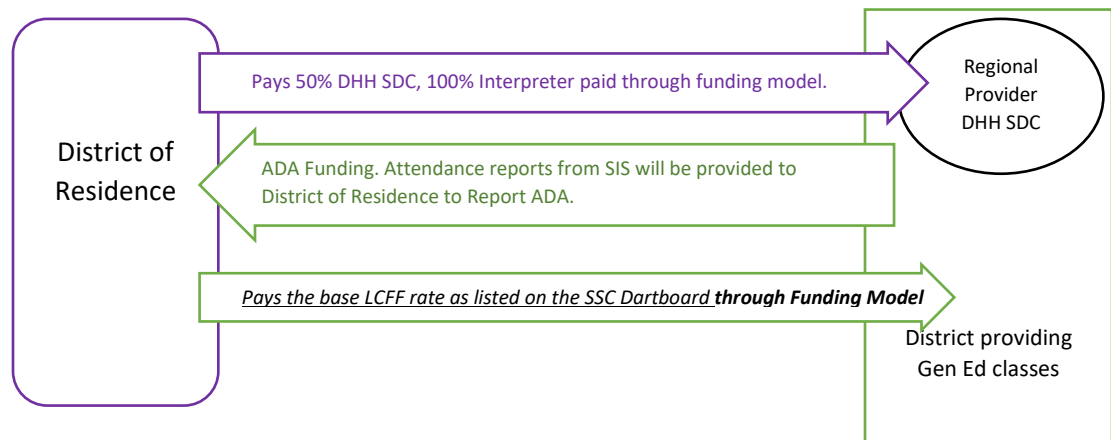 Pays 50% DHH SDC, 100% Interpreter paid through funding model.
Regional
Provider
DHH SDC
District of
Residence
ADA Funding. Attendance reports from SIS will be provided to
District of Residence to Report ADA.
Pays the base LCFF rate as listed on the SSC Dartboard through Funding Model
District providing
Gen Ed classes